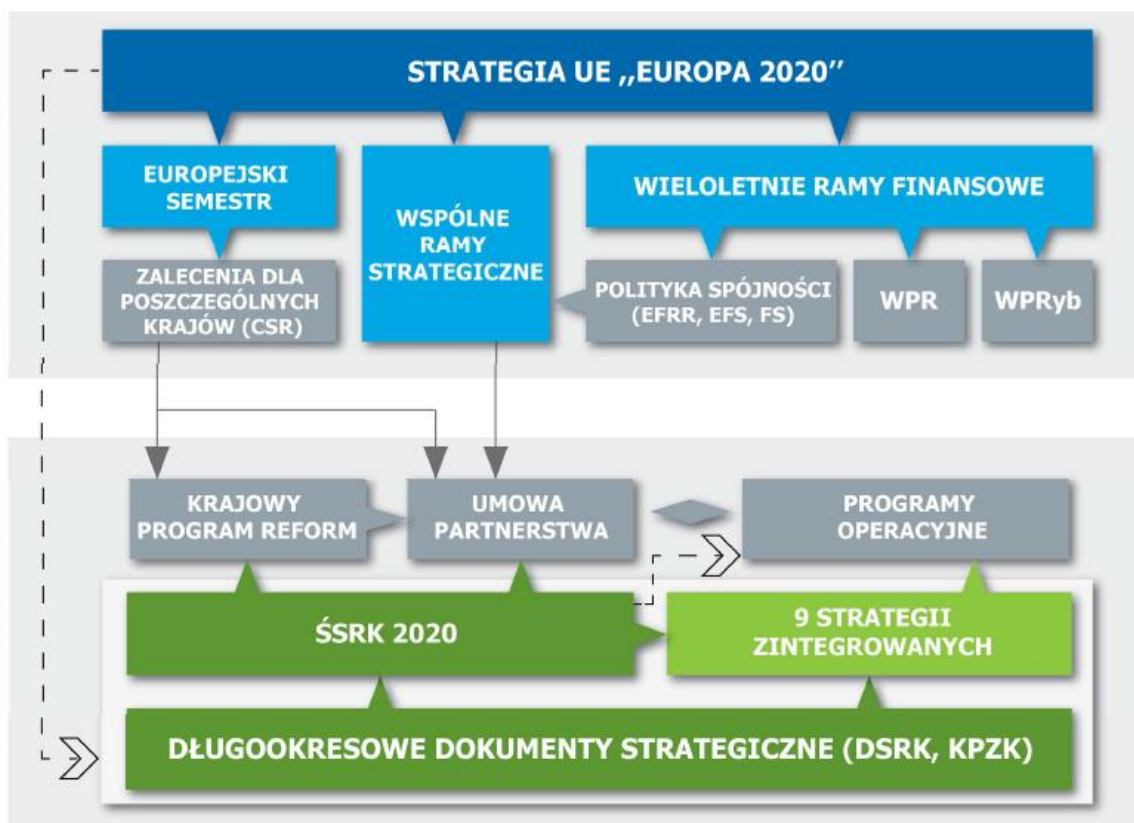 STRATEGIA UE „EUROPA 2020”
EUROPEJSKI
SEMESTR
WSPÓLNE
RAMY
STRATEGICZNE
WIELOLETNIE RAMY FINANSOWE
ZALECENIA DLA
POSZCZEGÓLNYCH
KRAJÓW (CSR)
POLITYKA SPÓJNOŚCI
(EFRR, EFS, FS)
WPR
WPRyb
KRAJOWY
PROGRAM REFORM
UMOWA
PARTNERSTWA
PROGRAMY
OPERACYJNE
ŚSRK 2020
9 STRATEGII
ZINTEGROWANYCH
DŁUGOOKRESOWE DOKUMENTY STRATEGICZNE (DSRK, KPZK)